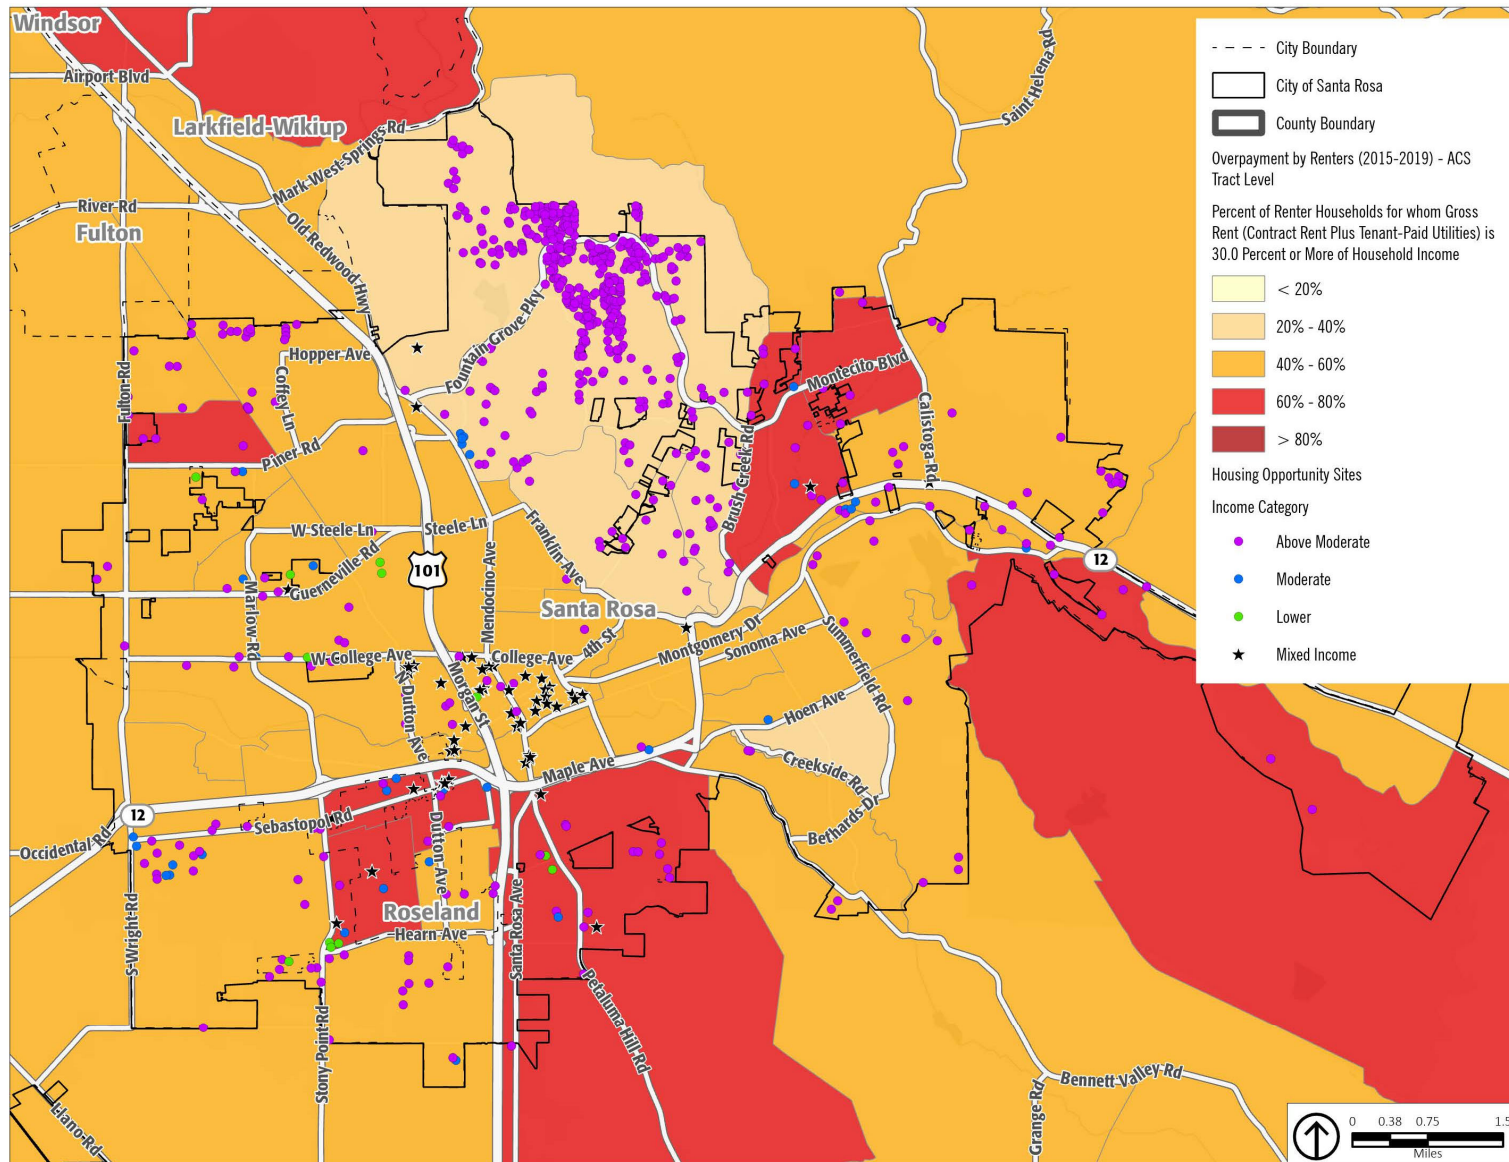 Windsor
Airport Blvd
Larkfield-Wikiup
Mark West Springs Rd
Saint Helena Rd
River Rd
Fulton
Old Redwood Hwy
Fountain Grove Pky
Hopper Ave
Fulton Rd
Coffey Ln
Montecito Blvd
Calistoga Rd
Piner Rd
Brush Creek Rd
W Steele Ln
Steele Ln
Franklin Ave
Guerneville Rd
101
12
Mendocino Ave
Marlow Rd
Santa Rosa
4th St
Montgomery Dr
Sonoma Ave
Summerfield Rd
W College Ave
College Ave
N Dutton Ave
Morgan St
Hoen Ave
Creekside Rd
Maple Ave
Bethards Dr
12
Sebastopol Rd
Occidental Rd
Dutton Ave
Roseland
Hearn Ave
S Wright Rd
Santa Rosa Ave
Stony Point Rd
Petaluma Hill Rd
Bennett Valley Rd
Grange Rd
Llano Rd
City Boundary
City of Santa Rosa
County Boundary
Overpayment by Renters (2015-2019) - ACS
Tract Level
Percent of Renter Households for whom Gross
Rent (Contract Rent Plus Tenant-Paid Utilities) is
30.0 Percent or More of Household Income
< 20%
20% - 40%
40% - 60%
60% - 80%
> 80%
Housing Opportunity Sites
Income Category
Above Moderate
Moderate
Lower
Mixed Income
0 0.38 0.75 1.5
Miles